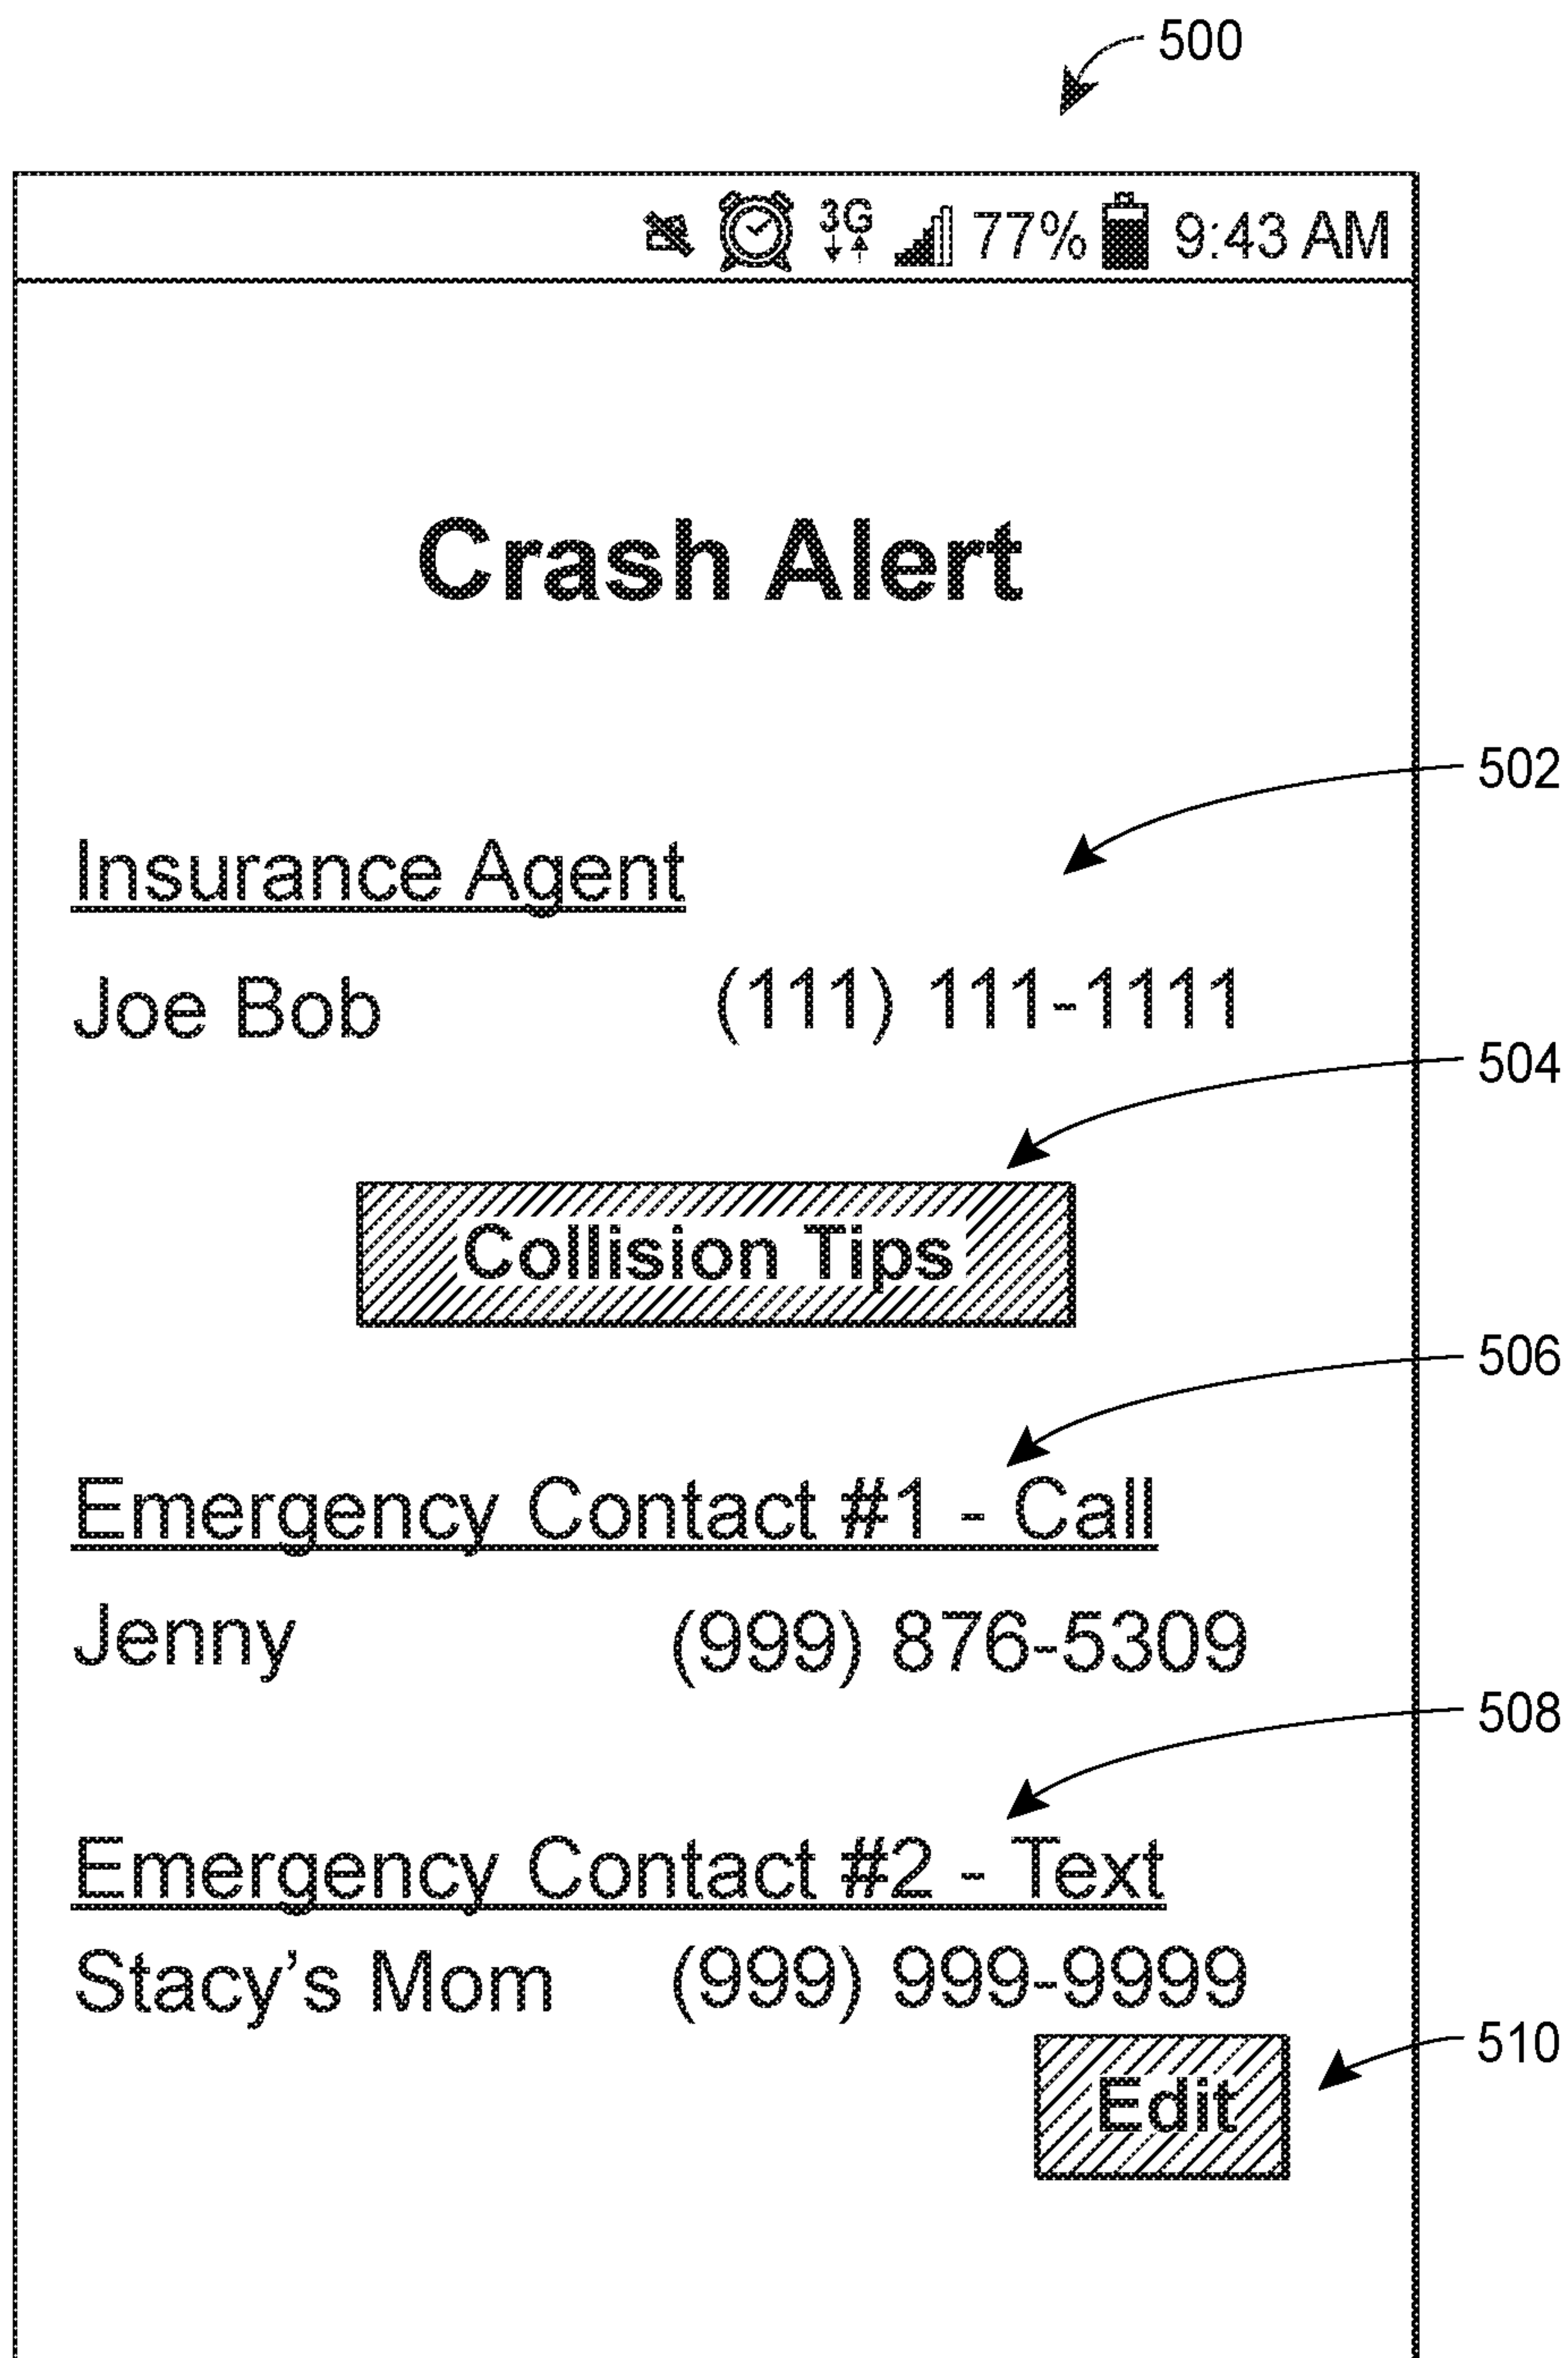 500
3G 77% 9:43 AM
Crash Alert
502
Insurance Agent
Joe Bob (111) 111-1111
504
Collision Tips
506
Emergency Contact #1 - Call
Jenny (999) 876-5309
508
Emergency Contact #2 - Text
Stacy's Mom (999) 999-9999
510
Edit